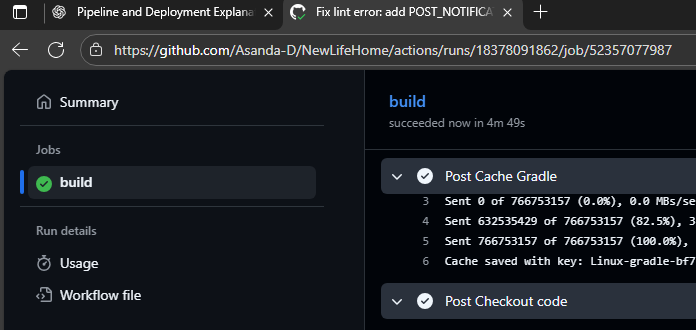 Pipeline and Deployment Explana
Fix lint error: add POST_NOTIFICA
https://github.com/Asanda-D/NewLifeHome/actions/runs/18378091862/job/52357077987
Summary
Jobs
build
Run details
Usage
Workflow file
build
succeeded now in 4m 49s
Post Cache Gradle
3 Sent 0 of 766753157 (0.0%), 0.0 MBs/se
4 Sent 632535429 of 766753157 (82.5%), 3
5 Sent 766753157 of 766753157 (100.0%),
6 Cache saved with key: Linux-gradle-bf7
Post Checkout code